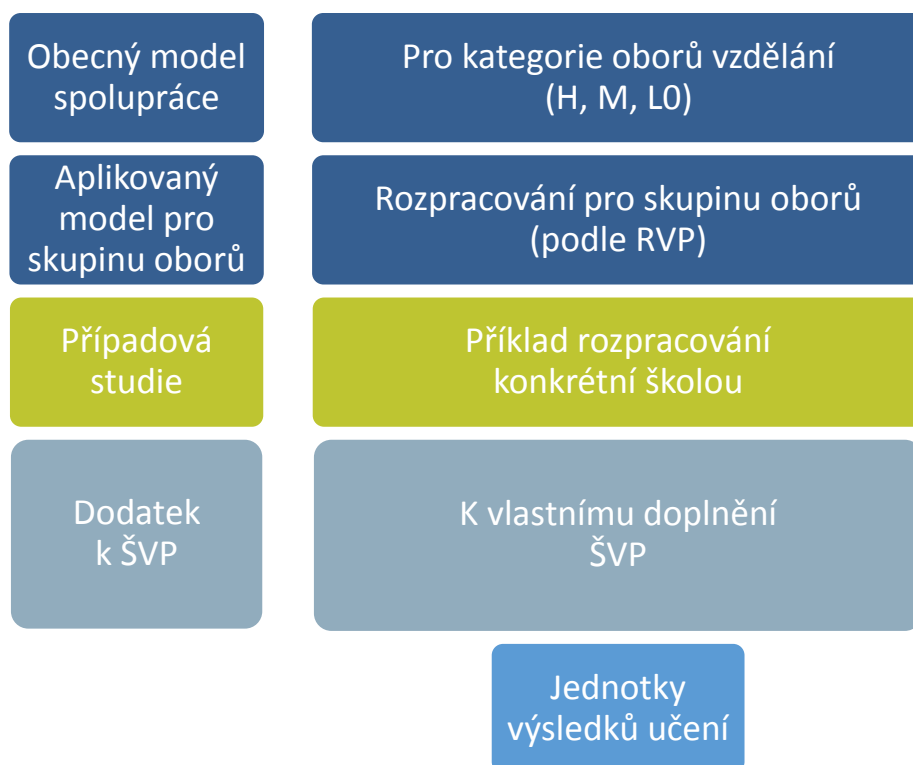 Obecný model
spolupráce
Pro kategorie oborů vzdělání
(H, M, L0)
Aplikovaný
model pro
skupinu oborů
Rozpracování pro skupinu oborů
(podle RVP)
Případová
studie
Příklad rozpracování
konkrétní školou
Dodatek
k ŠVP
K vlastnímu doplnění
ŠVP
Jednotky
výsledků učení